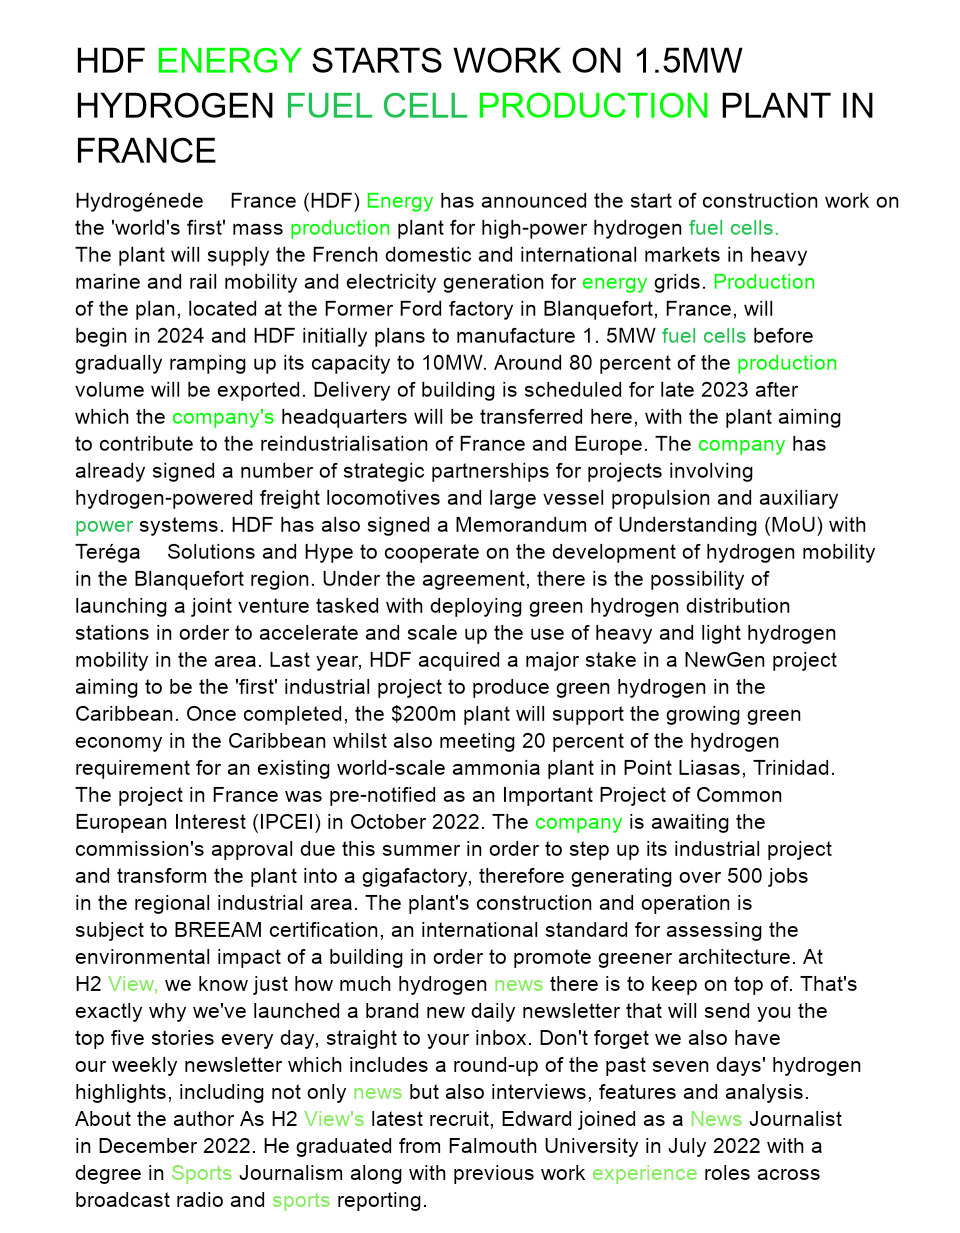 HDF ENERGY STARTS WORK ON 1.5MW
HYDROGEN FUEL CELL PRODUCTION PLANT IN
FRANCE
Hydrogénede France (HDF) Energy has announced the start of construction work on
the 'world's first' mass production plant for high-power hydrogen fuel cells.
The plant will supply the French domestic and international markets in heavy
marine and rail mobility and electricity generation for energy grids. Production
of the plan, located at the Former Ford factory in Blanquefort, France, will
begin in 2024 and HDF initially plans to manufacture 1. 5MW fuel cells before
gradually ramping up its capacity to 10MW. Around 80 percent of the production
volume will be exported. Delivery of building is scheduled for late 2023 after
which the company's headquarters will be transferred here, with the plant aiming
to contribute to the reindustrialisation of France and Europe. The company has
already signed a number of strategic partnerships for projects involving
hydrogen-powered freight locomotives and large vessel propulsion and auxiliary
power systems. HDF has also signed a Memorandum of Understanding (MoU) with
Teréga Solutions and Hype to cooperate on the development of hydrogen mobility
in the Blanquefort region. Under the agreement, there is the possibility of
launching a joint venture tasked with deploying green hydrogen distribution
stations in order to accelerate and scale up the use of heavy and light hydrogen
mobility in the area. Last year, HDF acquired a major stake in a NewGen project
aiming to be the 'first' industrial project to produce green hydrogen in the
Caribbean. Once completed, the $200m plant will support the growing green
economy in the Caribbean whilst also meeting 20 percent of the hydrogen
requirement for an existing world-scale ammonia plant in Point Liasas, Trinidad.
The project in France was pre-notified as an Important Project of Common
European Interest (IPCEI) in October 2022. The company is awaiting the
commission's approval due this summer in order to step up its industrial project
and transform the plant into a gigafactory, therefore generating over 500 jobs
in the regional industrial area. The plant's construction and operation is
subject to BREEAM certification, an international standard for assessing the
environmental impact of a building in order to promote greener architecture. At
H2 View, we know just how much hydrogen news there is to keep on top of. That's
exactly why we've launched a brand new daily newsletter that will send you the
top five stories every day, straight to your inbox. Don't forget we also have
our weekly newsletter which includes a round-up of the past seven days' hydrogen
highlights, including not only news but also interviews, features and analysis.
About the author As H2 View's latest recruit, Edward joined as a News Journalist
in December 2022. He graduated from Falmouth University in July 2022 with a
degree in Sports Journalism along with previous work experience roles across
broadcast radio and sports reporting.